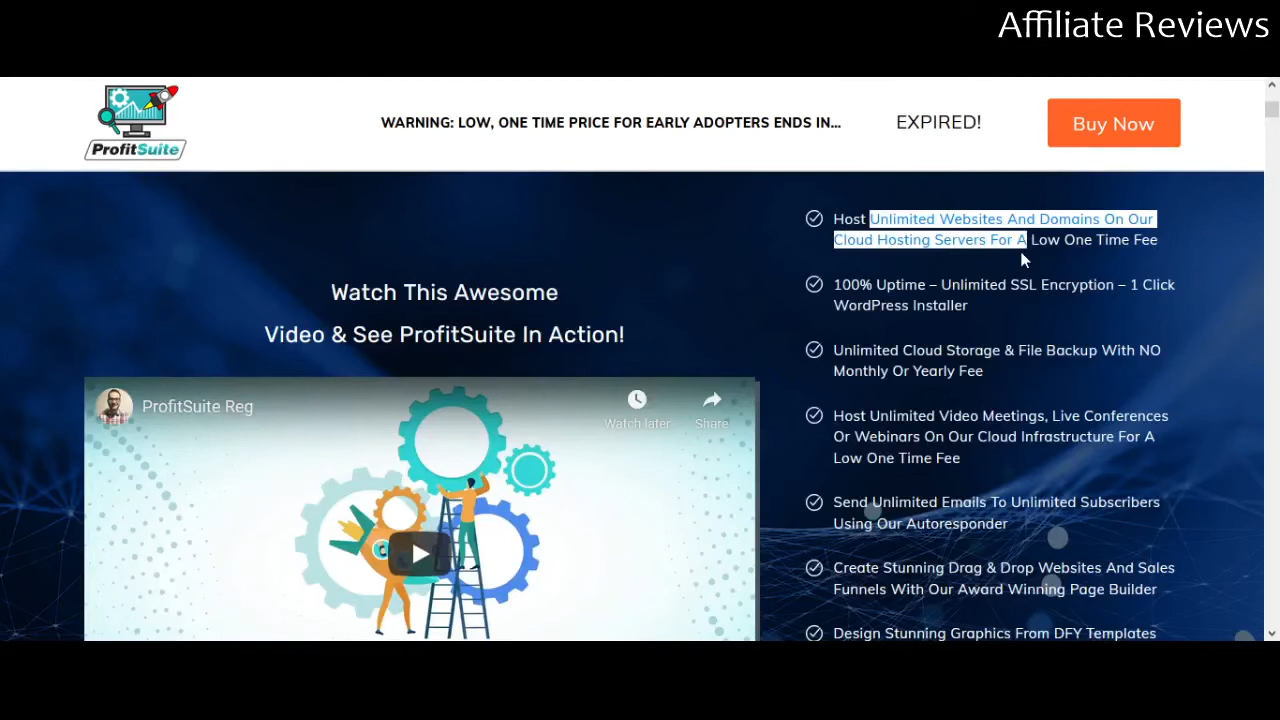 Affiliate Reviews
ProfitSuite
WARNING: LOW, ONE TIME PRICE FOR EARLY ADOPTERS ENDS IN...
EXPIRED!
Buy Now
Watch This Awesome
Video & See ProfitSuite In Action!
ProfitSuite Reg
Watch later
Share
Host Unlimited Websites And Domains On Our
Cloud Hosting Servers For A Low One Time Fee
100% Uptime – Unlimited SSL Encryption – 1 Click
WordPress Installer
Unlimited Cloud Storage & File Backup With NO
Monthly Or Yearly Fee
Host Unlimited Video Meetings, Live Conferences
Or Webinars On Our Cloud Infrastructure For A
Low One Time Fee
Send Unlimited Emails To Unlimited Subscribers
Using Our Autoresponder
Create Stunning Drag & Drop Websites And Sales
Funnels With Our Award Winning Page Builder
Design Stunning Graphics From DFY Templates